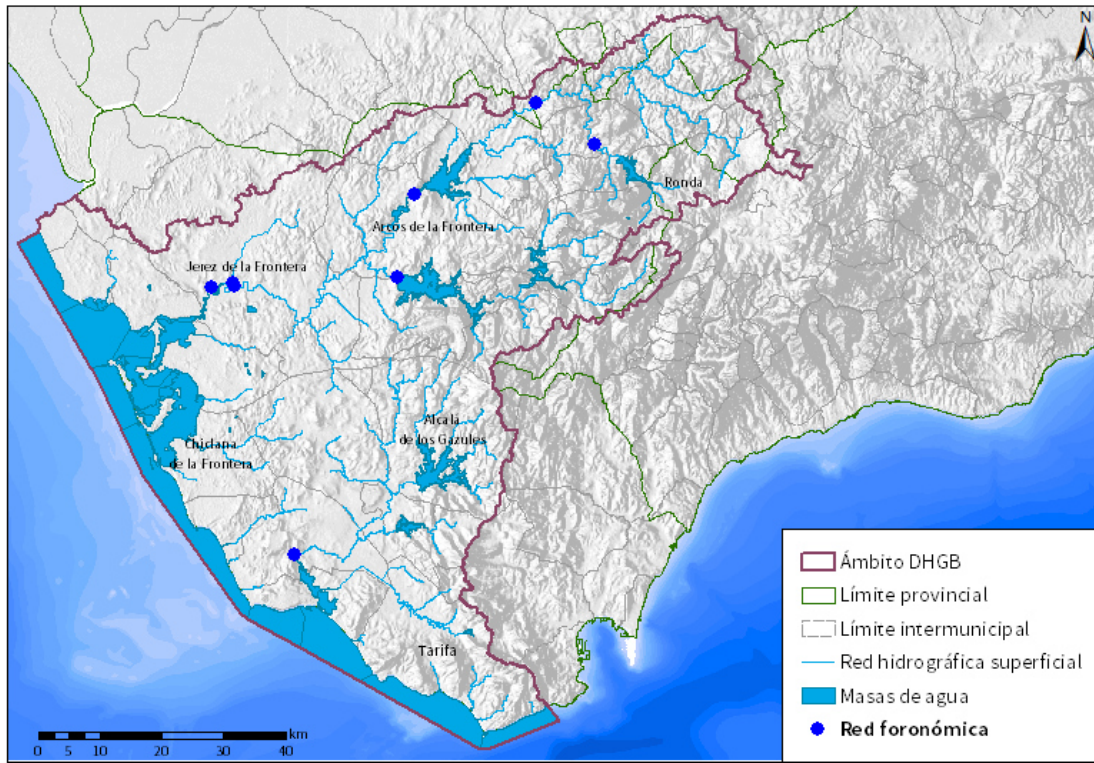 N
Ronda
Arcos de la Frontera
Jerez de la Frontera
Alcalá
de los Gazules
Chiclana
de la Frontera
Tarifa
Ámbito DHGB
Límite provincial
Límite intermunicipal
Red hidrográfica superficial
Masas de agua
Red foronómica
km
0 5 10 20 30 40